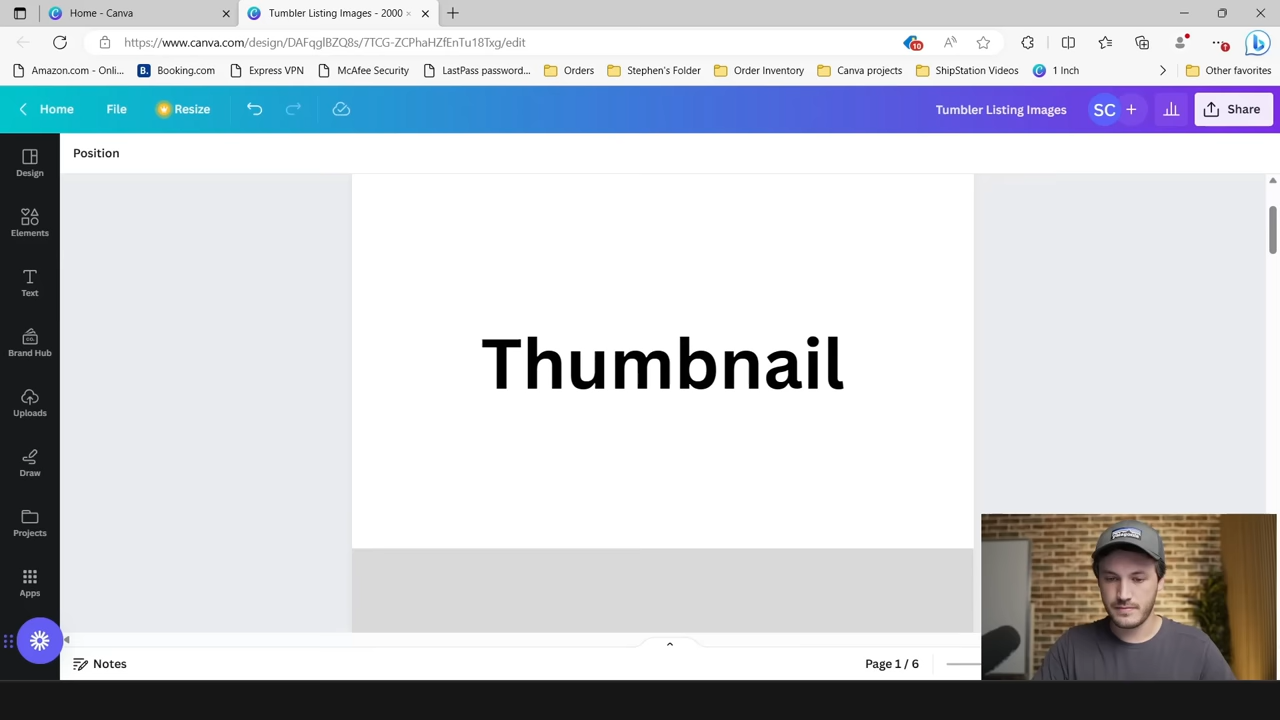 Home - Canva
Tumbler Listing Images - 2000
https://www.canva.com/design/DAFqglBZQ8s/7TCG-ZCPhaHZfEnTu18Txg/edit
10
Amazon.com - Onli...
Booking.com
Express VPN
McAfee Security
LastPass password...
Orders
Stephen's Folder
Order Inventory
Canva projects
ShipStation Videos
1 Inch
Other favorites
Home
File
Resize
Tumbler Listing Images
SC
Share
Position
Design
Elements
Text
Brand Hub
Uploads
Draw
Projects
Apps
Thumbnail
Notes
Page 1 / 6